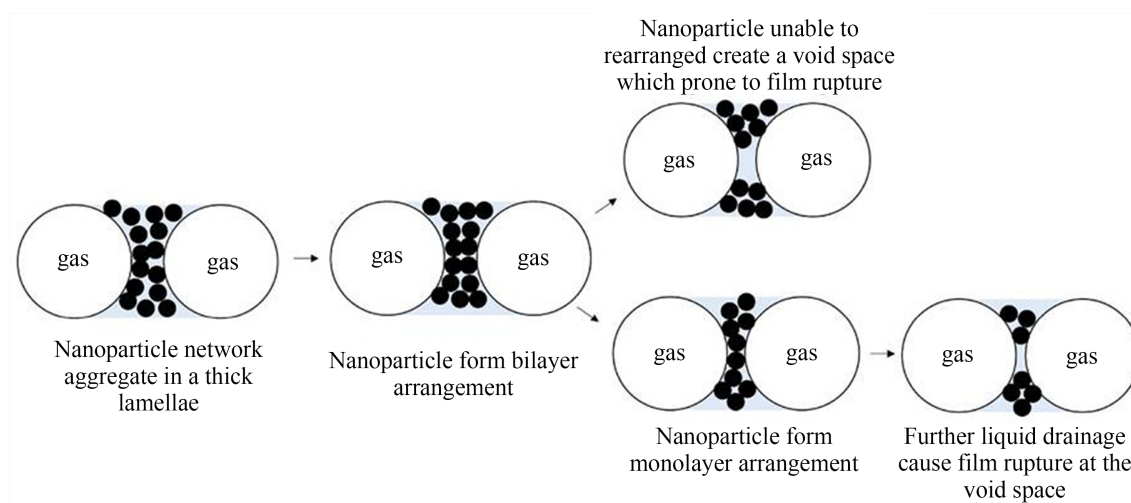 Nanoparticle unable to
rearranged create a void space
which prone to film rupture
gas
gas
gas
gas
gas
gas
Nanoparticle network
aggregate in a thick
lamellae
Nanoparticle form bilayer
arrangement
gas
gas
gas
gas
Nanoparticle form
monolayer arrangement
Further liquid drainage
cause film rupture at the
void space